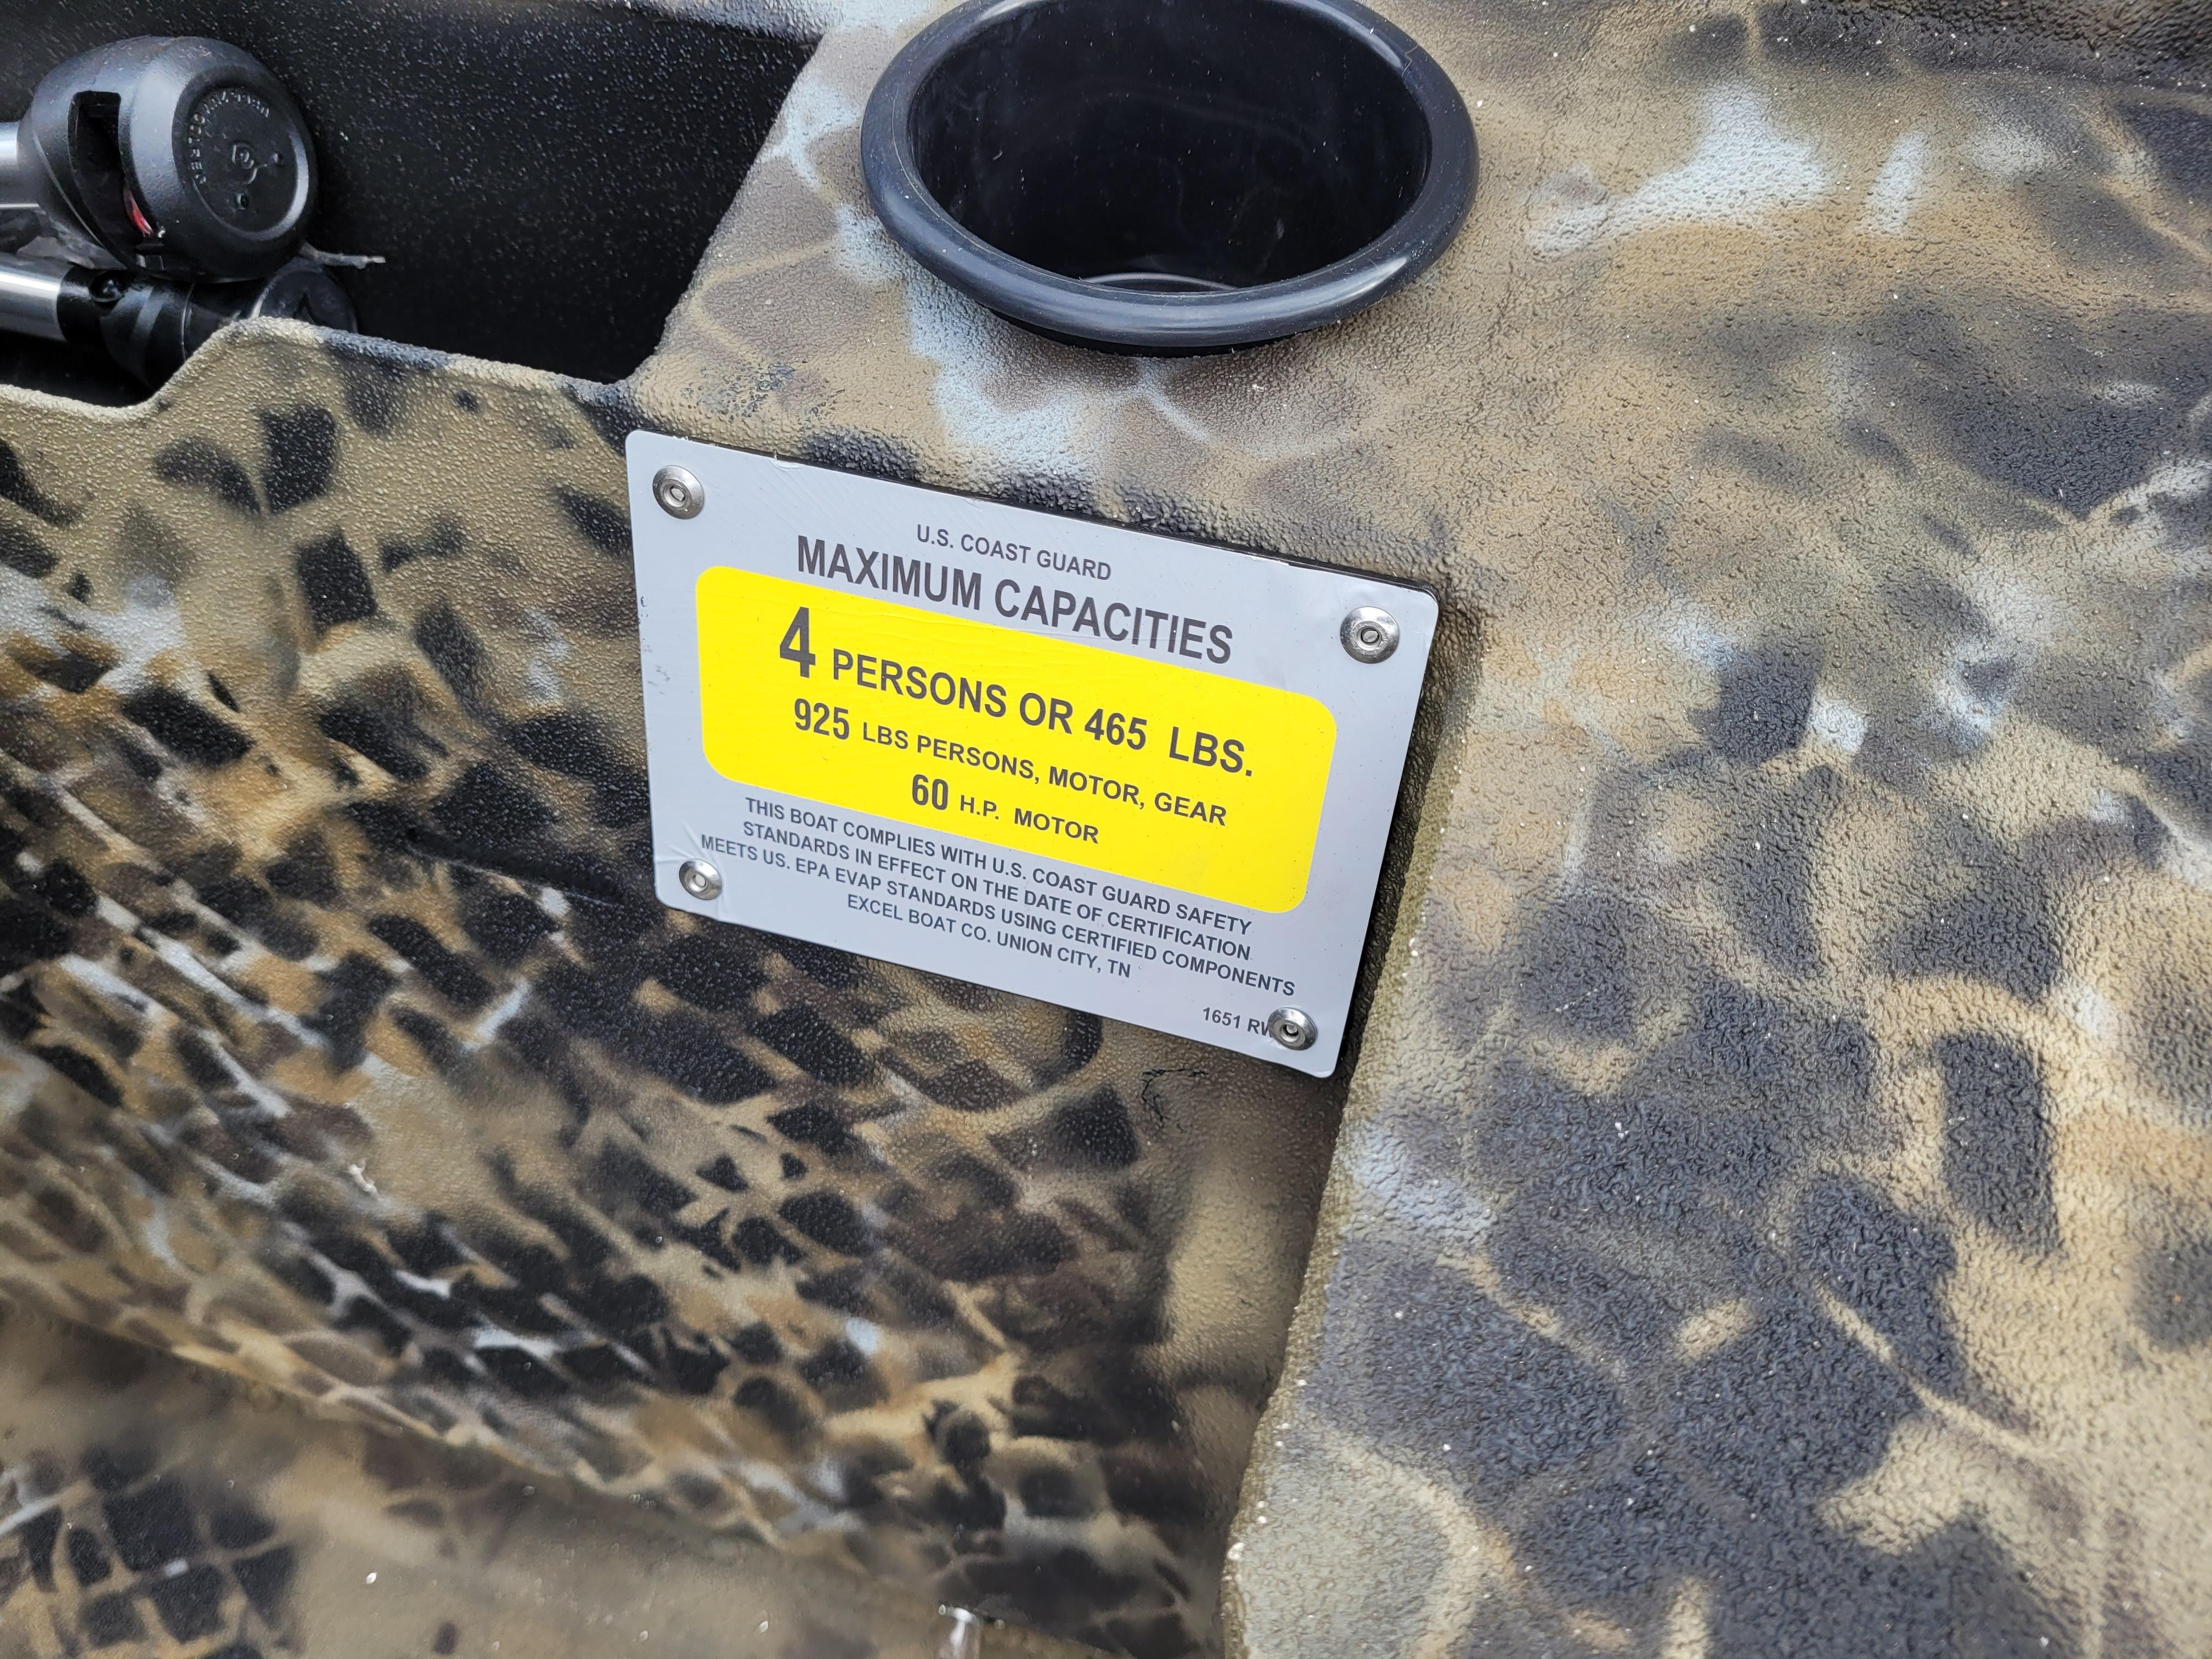 U.S. COAST GUARD
MAXIMUM CAPACITIES
4 PERSONS OR 465 LBS.
925 LBS PERSONS, MOTOR, GEAR
60 H.P. MOTOR
THIS BOAT COMPLIES WITH U.S. COAST GUARD SAFETY
STANDARDS IN EFFECT ON THE DATE OF CERTIFICATION
MEETS US. EPA EVAP STANDARDS USING CERTIFIED COMPONENTS
EXCEL BOAT CO. UNION CITY, TN
1651